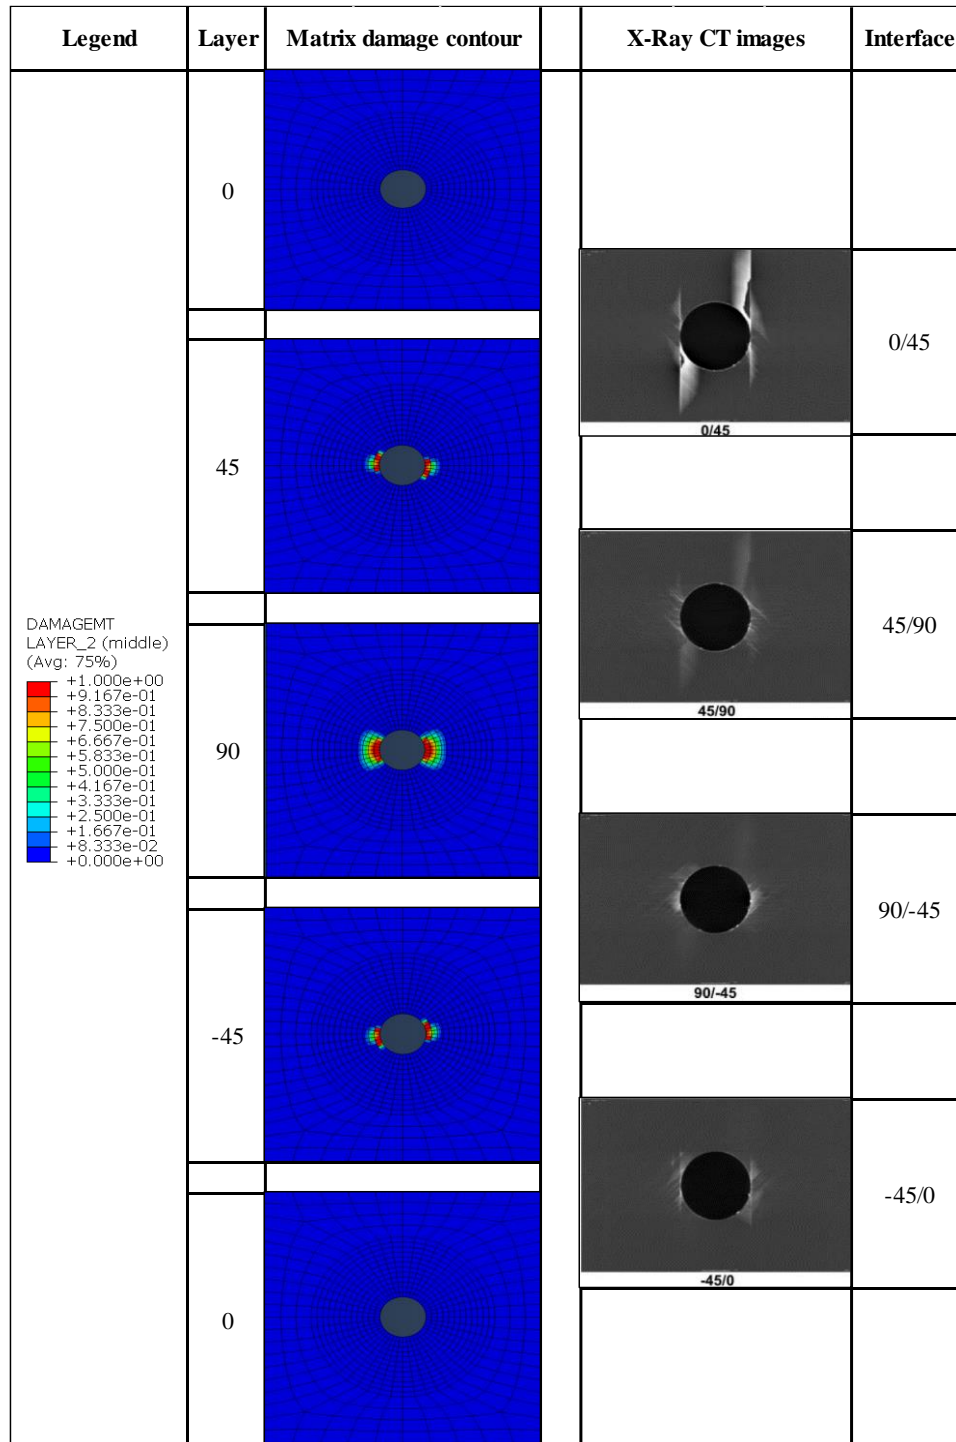 Legend Layer Matrix damage contour X-Ray CT images Interface
0
0/45
0/45
45
45/90
45/90
DAMAGEMT
LAYER_2 (middle)
(Avg: 75%)
+1.000e+00
+9.167e-01
+8.333e-01
+7.500e-01
+6.667e-01
+5.833e-01
+5.000e-01
+4.167e-01
+3.333e-01
+2.500e-01
+1.667e-01
+8.333e-02
+0.000e+00
90
90/-45
90/-45
-45
-45/0
-45/0
0